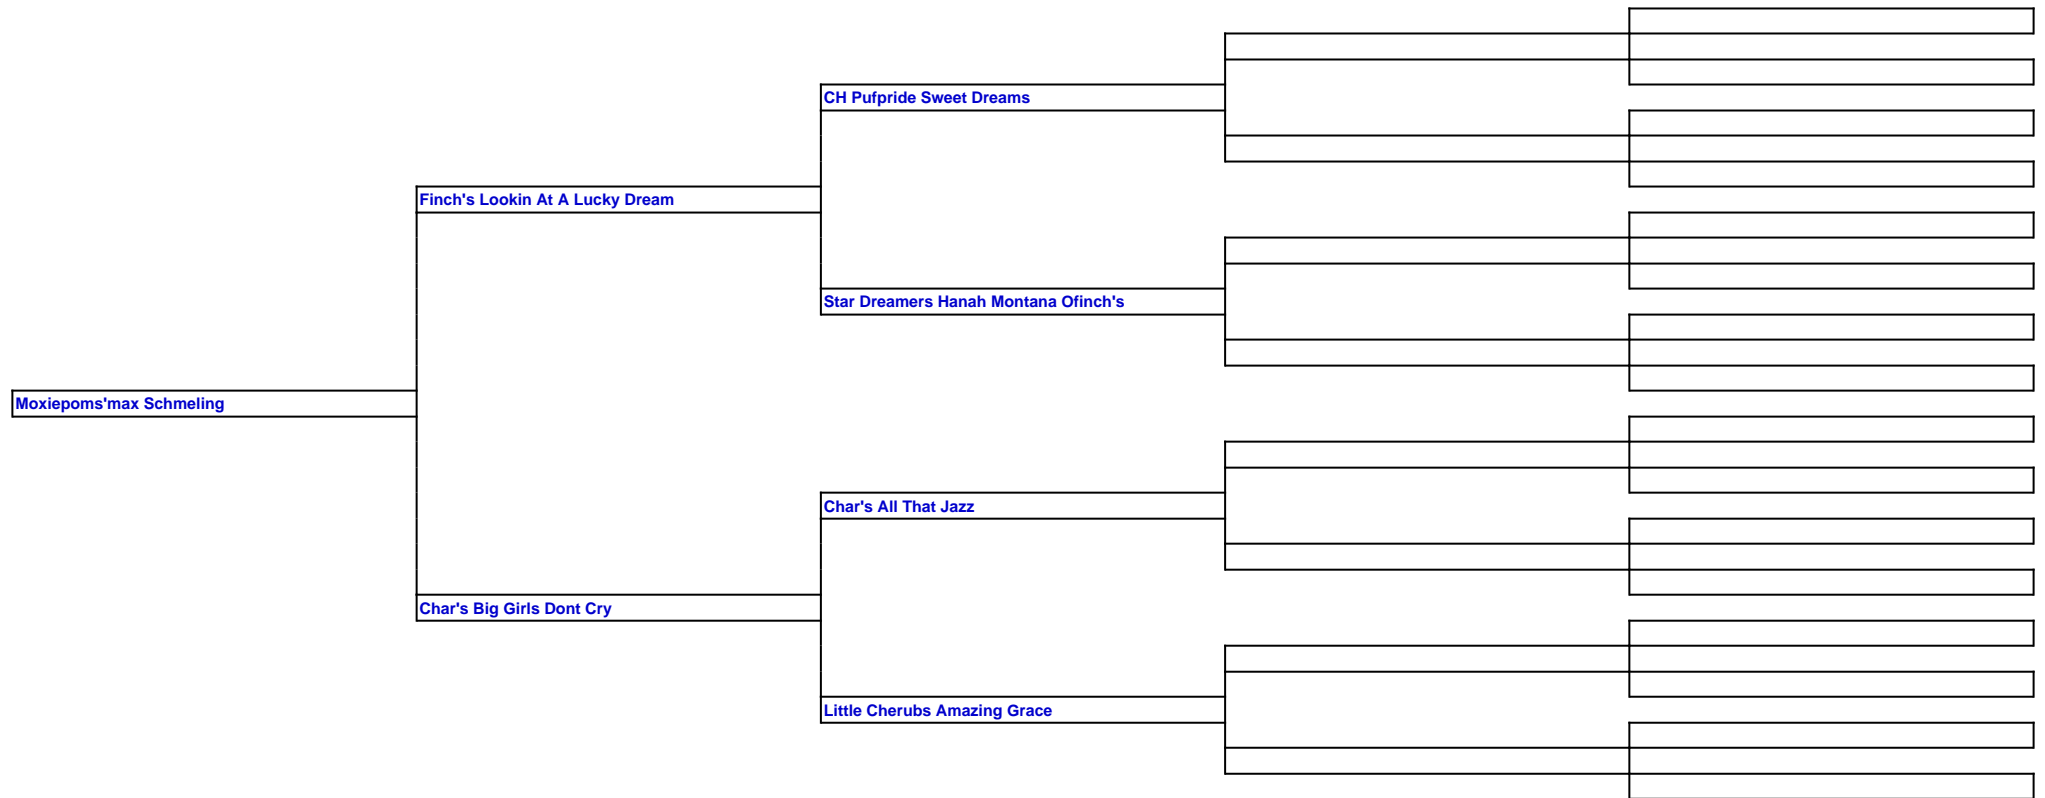 CH Pufpride Sweet Dreams
Finch's Lookin At A Lucky Dream
Star Dreamers Hanah Montana Ofinch's
Moxiepoms'max Schmeling
Char's All That Jazz
Char's Big Girls Dont Cry
Little Cherubs Amazing Grace